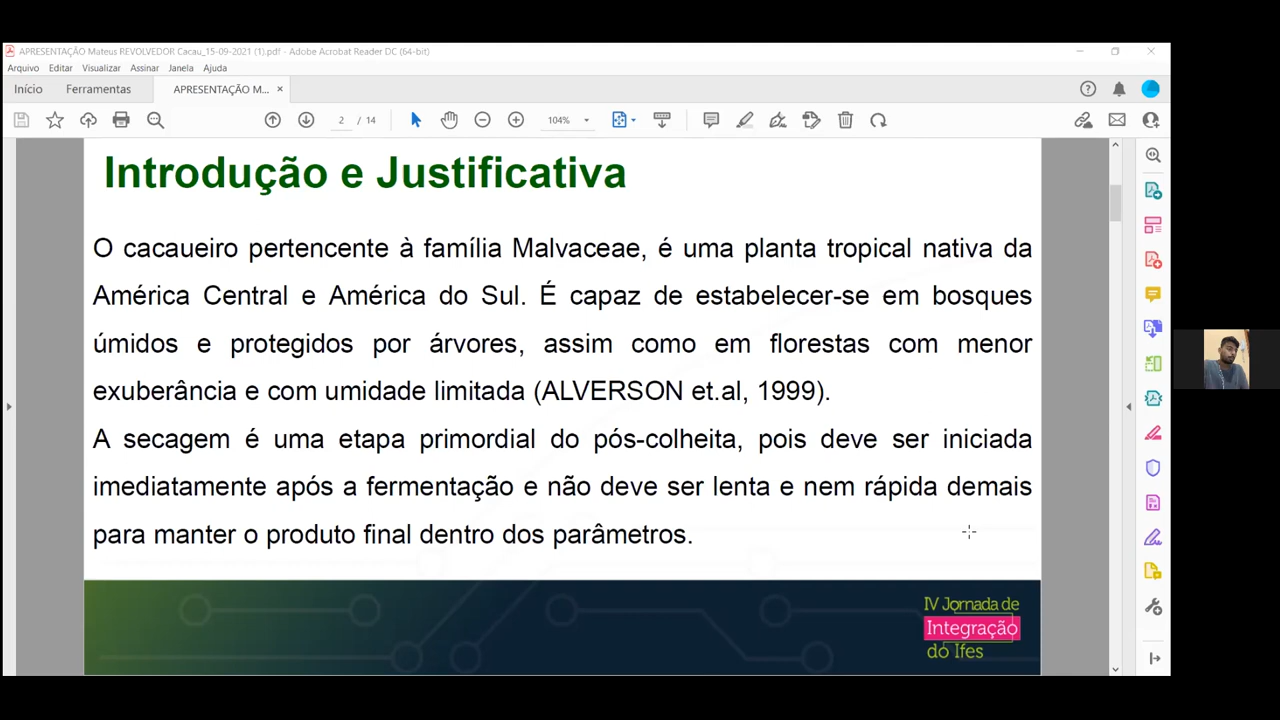 APRESENTAÇÃO Mateus REVOLVEDOR Cacau_15-09-2021 (1).pdf - Adobe Acrobat Reader DC (64-bit)
Arquivo Editar Visualizar Assinar Janela Ajuda
Início Ferramentas APRESENTAÇÃO M... ×
2 / 14 104%
Introdução e Justificativa
O cacaueiro pertencente à família Malvaceae, é uma planta tropical nativa da
América Central e América do Sul. É capaz de estabelecer-se em bosques
úmidos e protegidos por árvores, assim como em florestas com menor
exuberância e com umidade limitada (ALVERSON et.al, 1999).
A secagem é uma etapa primordial do pós-colheita, pois deve ser iniciada
imediatamente após a fermentação e não deve ser lenta e nem rápida demais
para manter o produto final dentro dos parâmetros.
IV Jornada de
Integração
do Ifes